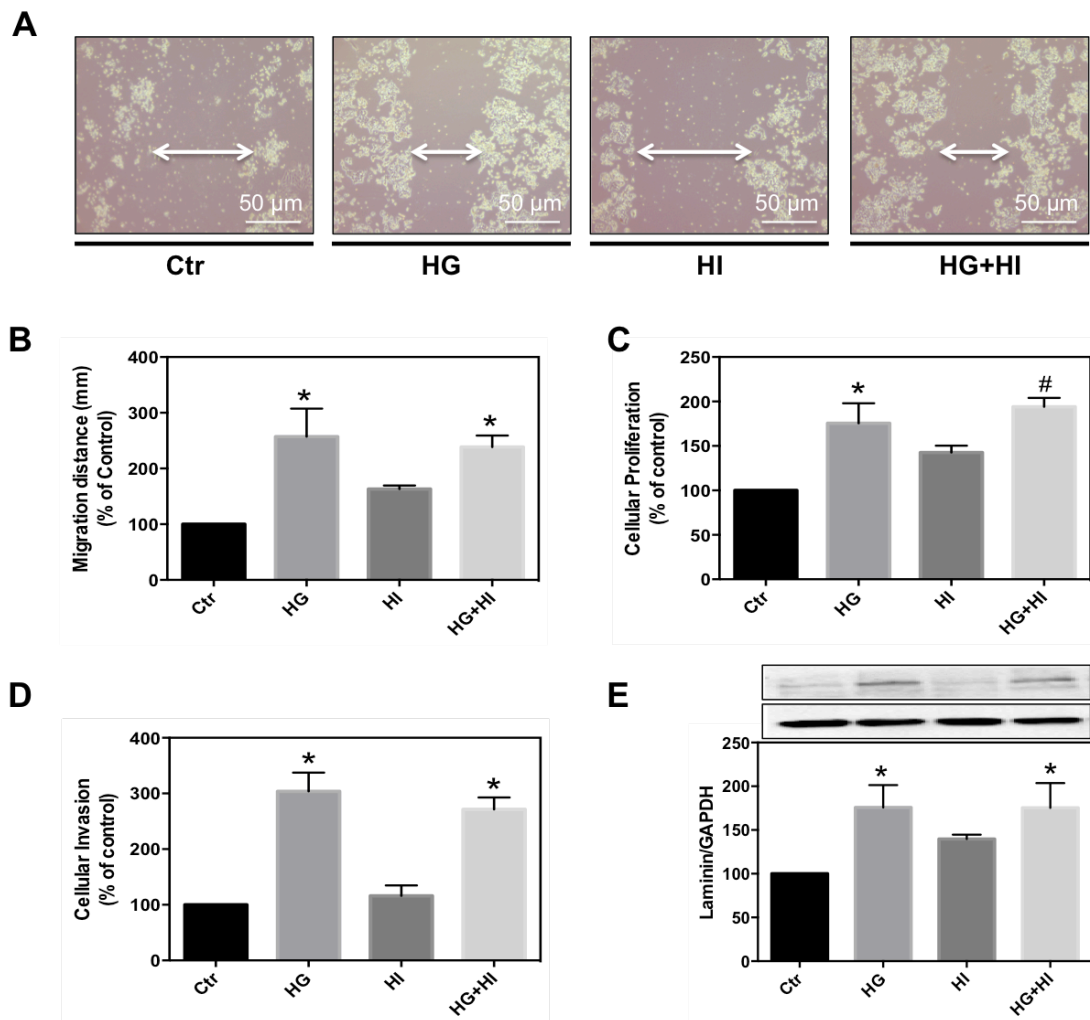 A
50 µm
50 µm
50 µm
50 µm
Ctr
HG
HI
HG+HI
B
Migration distance (mm)
(% of Control)
400
300
200
100
0
*
*
Ctr
HG
HI
HG+HI
C
Cellular Proliferation
(% of control)
250
200
150
100
50
0
*
#
Ctr
HG
HI
HG+HI
D
Cellular Invasion
(% of control)
400
300
200
100
0
*
*
Ctr
HG
HI
HG+HI
E
Laminin/GAPDH
250
200
150
100
50
0
*
*
Ctr
HG
HI
HG+HI